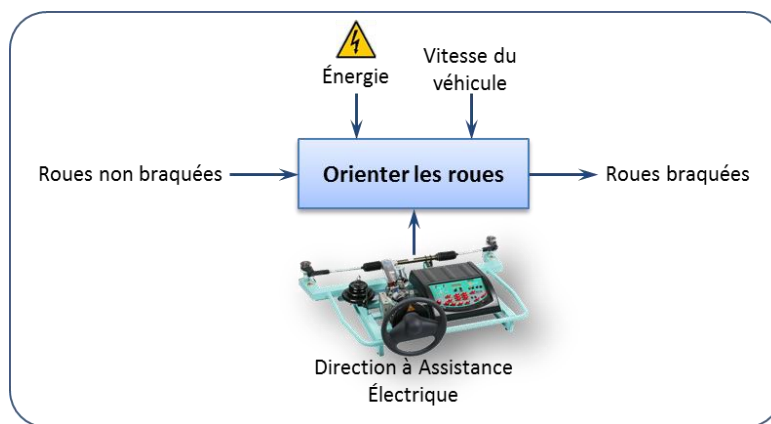 Énergie
Vitesse du
véhicule
Roues non braquées
Orienter les roues
Roues braquées
Direction à Assistance
Électrique